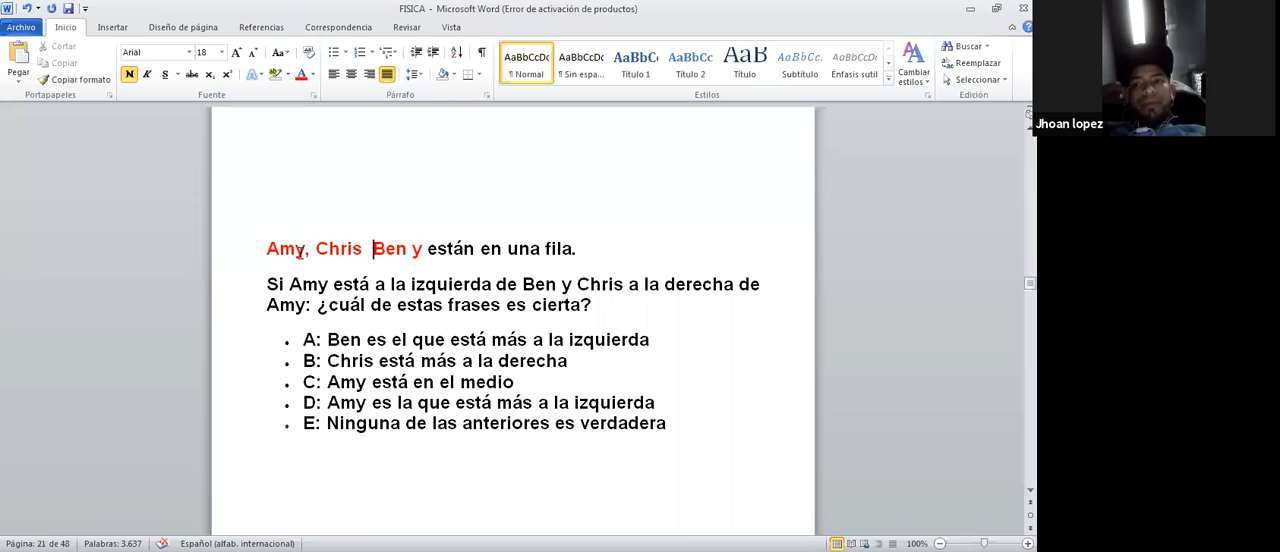 FISICA - Microsoft Word (Error de activación de productos)
Archivo Inicio Insertar Diseño de página Referencias Correspondencia Revisar Vista
Pegar
Cortar
Copiar
Copiar formato
Portapapeles
Arial 18
N K S abc x₂ x²
Fuente
Párrafo
AaBbCcDc AaBbCcDc AaBbC AaBbCc AaB AaBbCc. AaBbCcDc
¶ Normal ¶ Sin espa... Título 1 Título 2 Título Subtítulo Énfasis sutil
Estilos
Cambiar estilos
Buscar
Reemplazar
Seleccionar
Edición
Jhoan lopez
Amy, Chris Ben y están en una fila.
Si Amy está a la izquierda de Ben y Chris a la derecha de
Amy: ¿cuál de estas frases es cierta?
• A: Ben es el que está más a la izquierda
• B: Chris está más a la derecha
• C: Amy está en el medio
• D: Amy es la que está más a la izquierda
• E: Ninguna de las anteriores es verdadera
Página: 21 de 48 Palabras: 3.637 Español (alfab. internacional) 100%